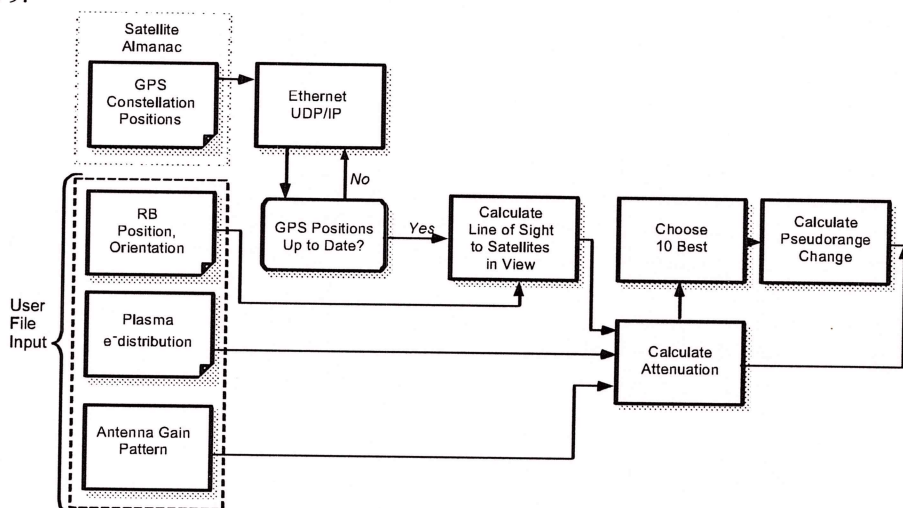 Satellite
Almanac
GPS
Constellation
Positions
Ethernet
UDP/IP
No
RB
Position,
Orientation
GPS Positions
Up to Date?
Yes
Calculate
Line of Sight
to Satellites
in View
Choose
10 Best
Calculate
Pseudorange
Change
User
File
Input
Plasma
e⁻distribution
Calculate
Attenuation
Antenna Gain
Pattern